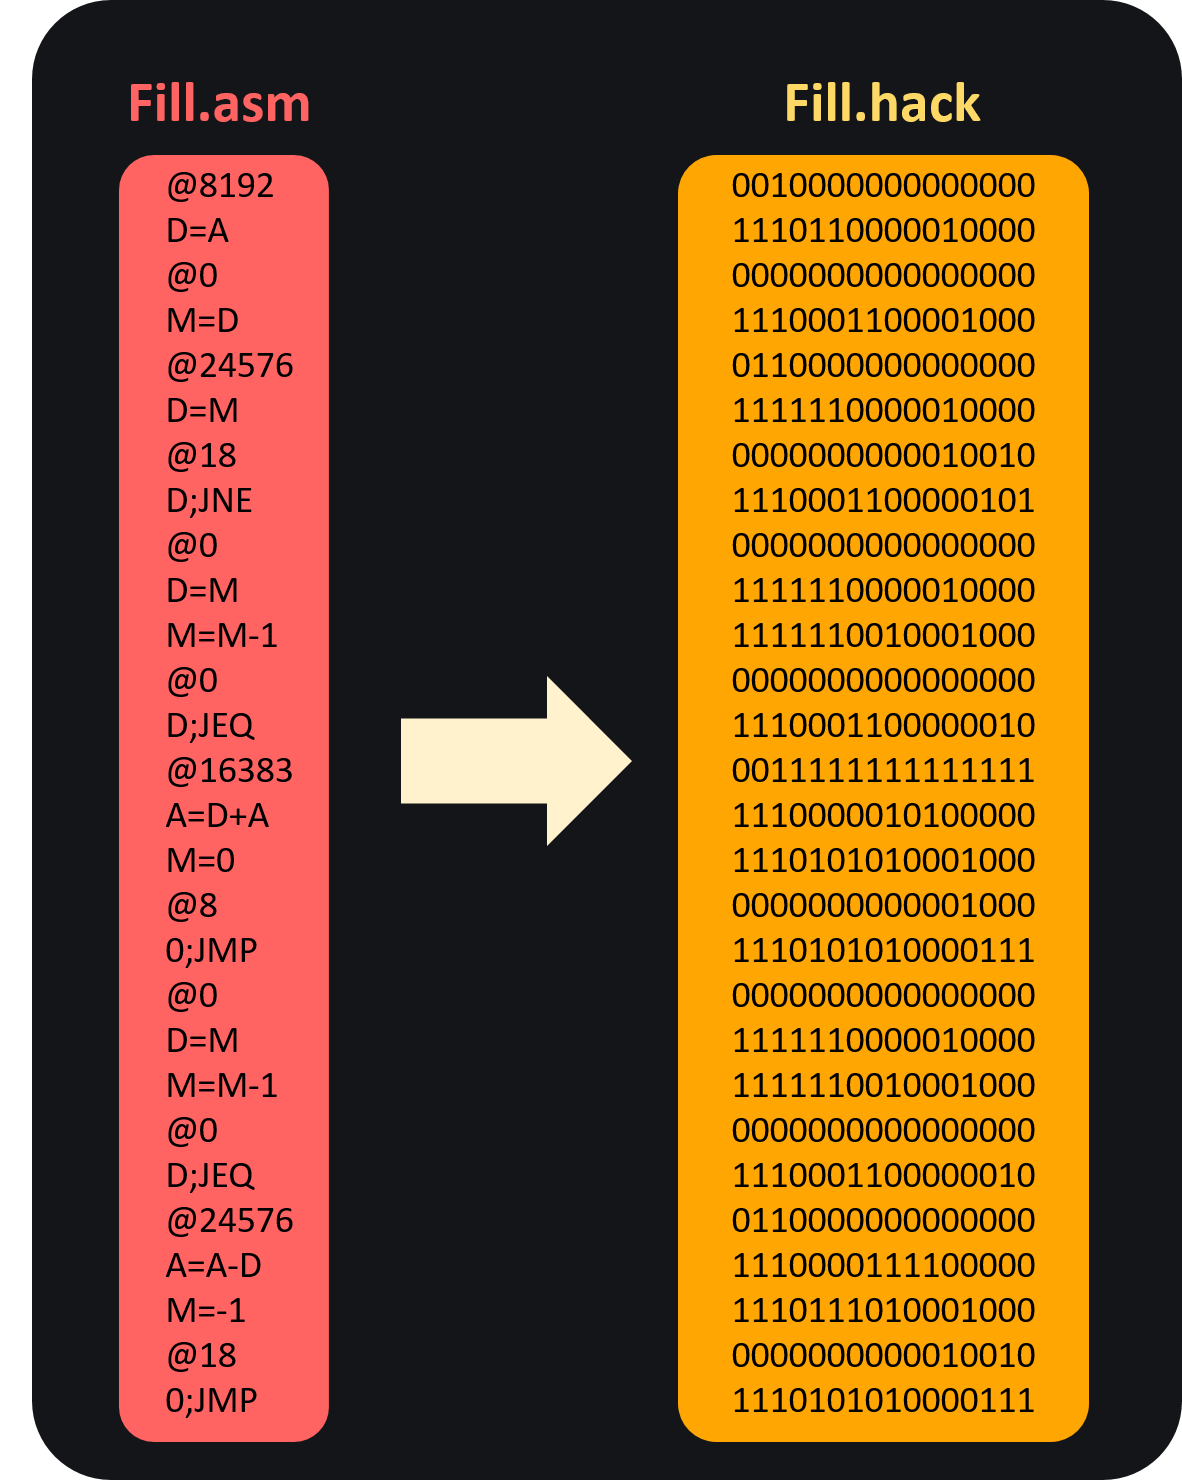 Fill.asm
@8192
D=A
@0
M=D
@24576
D=M
@18
D;JNE
@0
D=M
M=M-1
@0
D;JEQ
@16383
A=D+A
M=0
@8
0;JMP
@0
D=M
M=M-1
@0
D;JEQ
@24576
A=A-D
M=-1
@18
0;JMP
Fill.hack
0010000000000000
1110110000010000
0000000000000000
1110001100001000
0110000000000000
1111110000010000
0000000000010010
1110001100000101
0000000000000000
1111110000010000
1111110010001000
0000000000000000
1110001100000010
0011111111111111
1110000010100000
1110101010001000
0000000000001000
1110101010000111
0000000000000000
1111110000010000
1111110010001000
0000000000000000
1110001100000010
0110000000000000
1110000111100000
1110111010001000
0000000000010010
1110101010000111